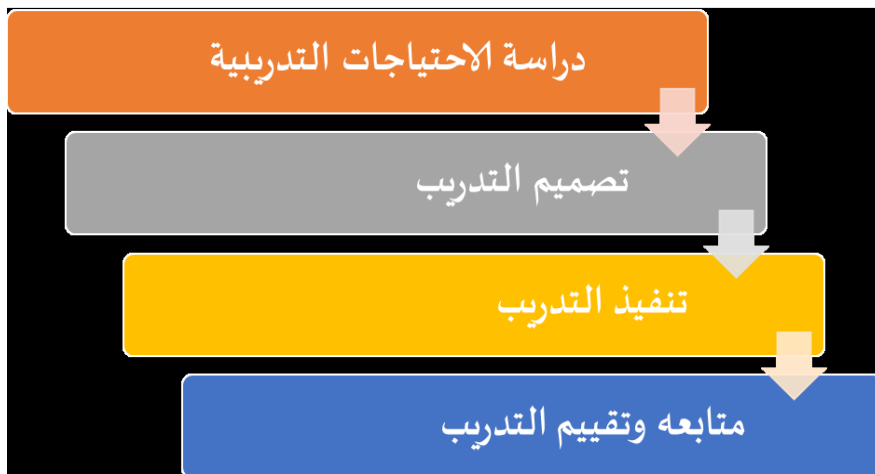 دراسة الاحتياجات التدريبية
تصميم التدريب
تنفيذ التدريب
متابعه وتقييم التدريب